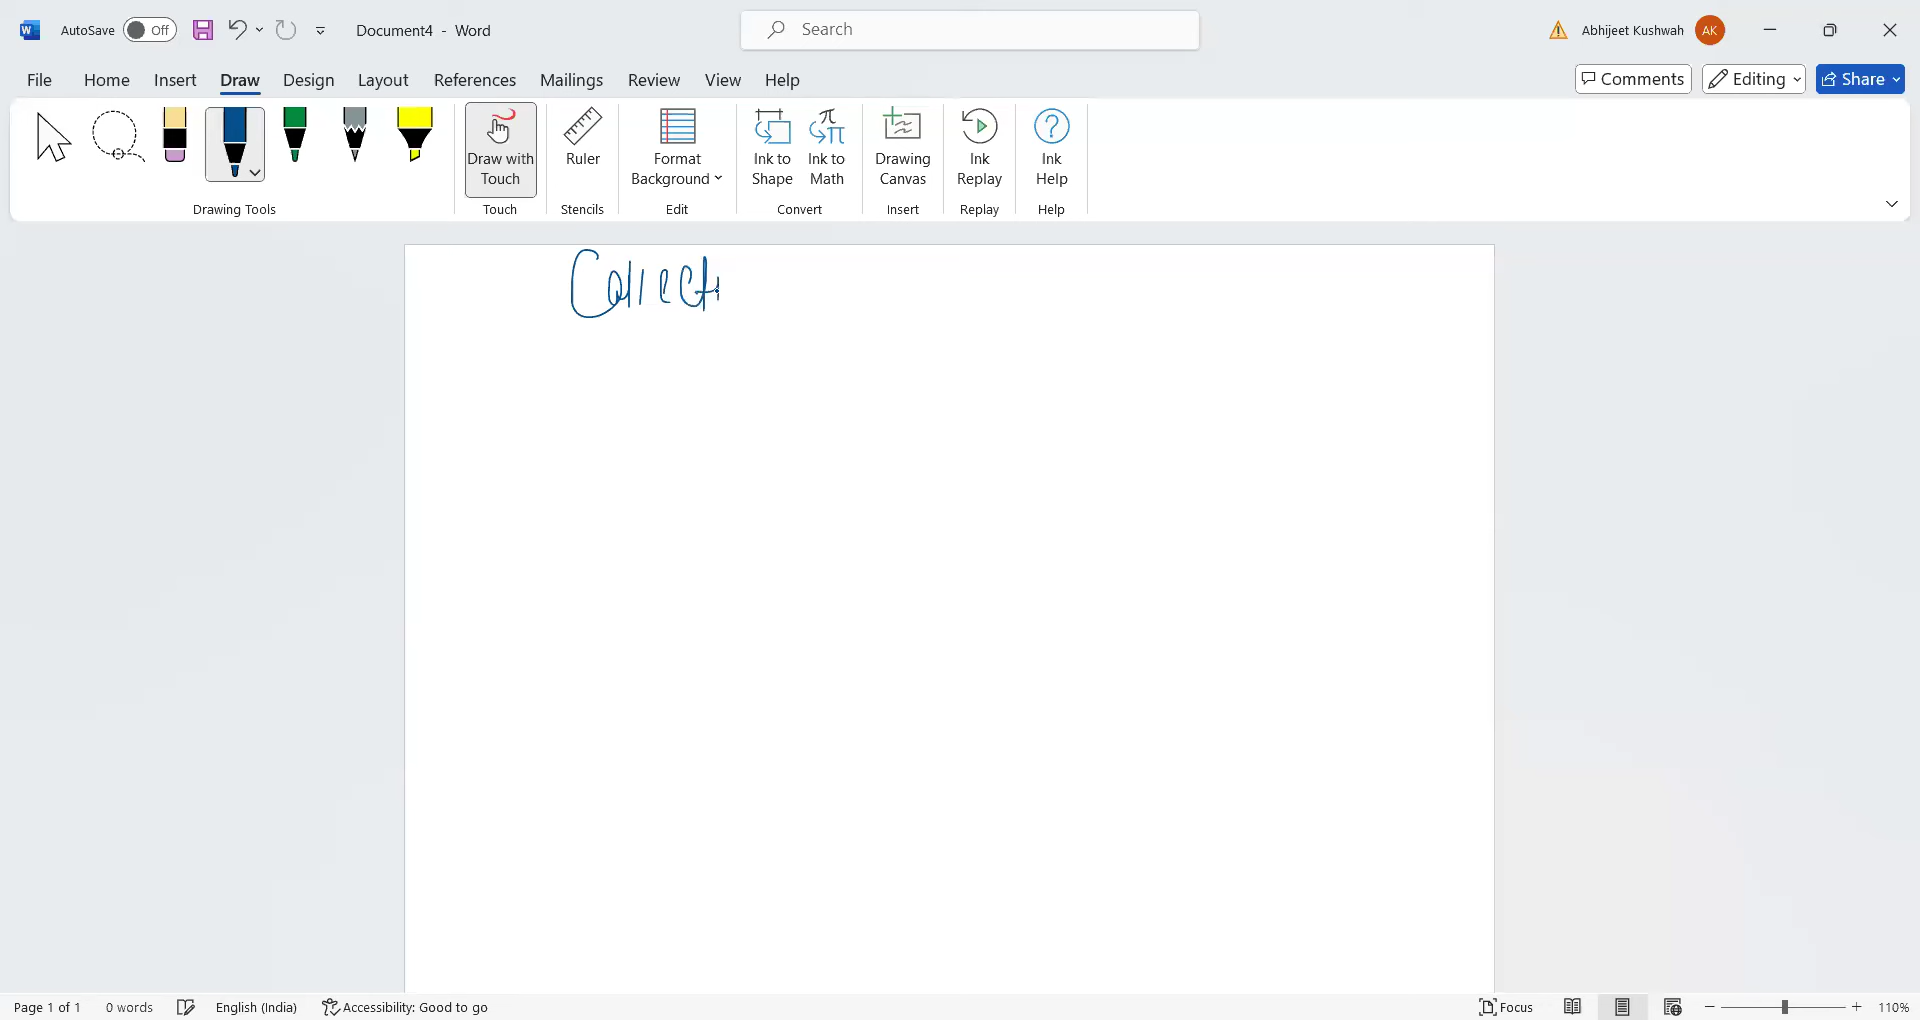 AutoSave Off Document4 - Word Search Abhijeet Kushwah AK
File Home Insert Draw Design Layout References Mailings Review View Help Comments Editing Share
Draw with Touch Ruler Format Background Ink to Shape Ink to Math Drawing Canvas Ink Replay Ink Help
Drawing Tools Touch Stencils Edit Convert Insert Replay Help
Collecti
Page 1 of 1 0 words English (India) Accessibility: Good to go Focus 110%